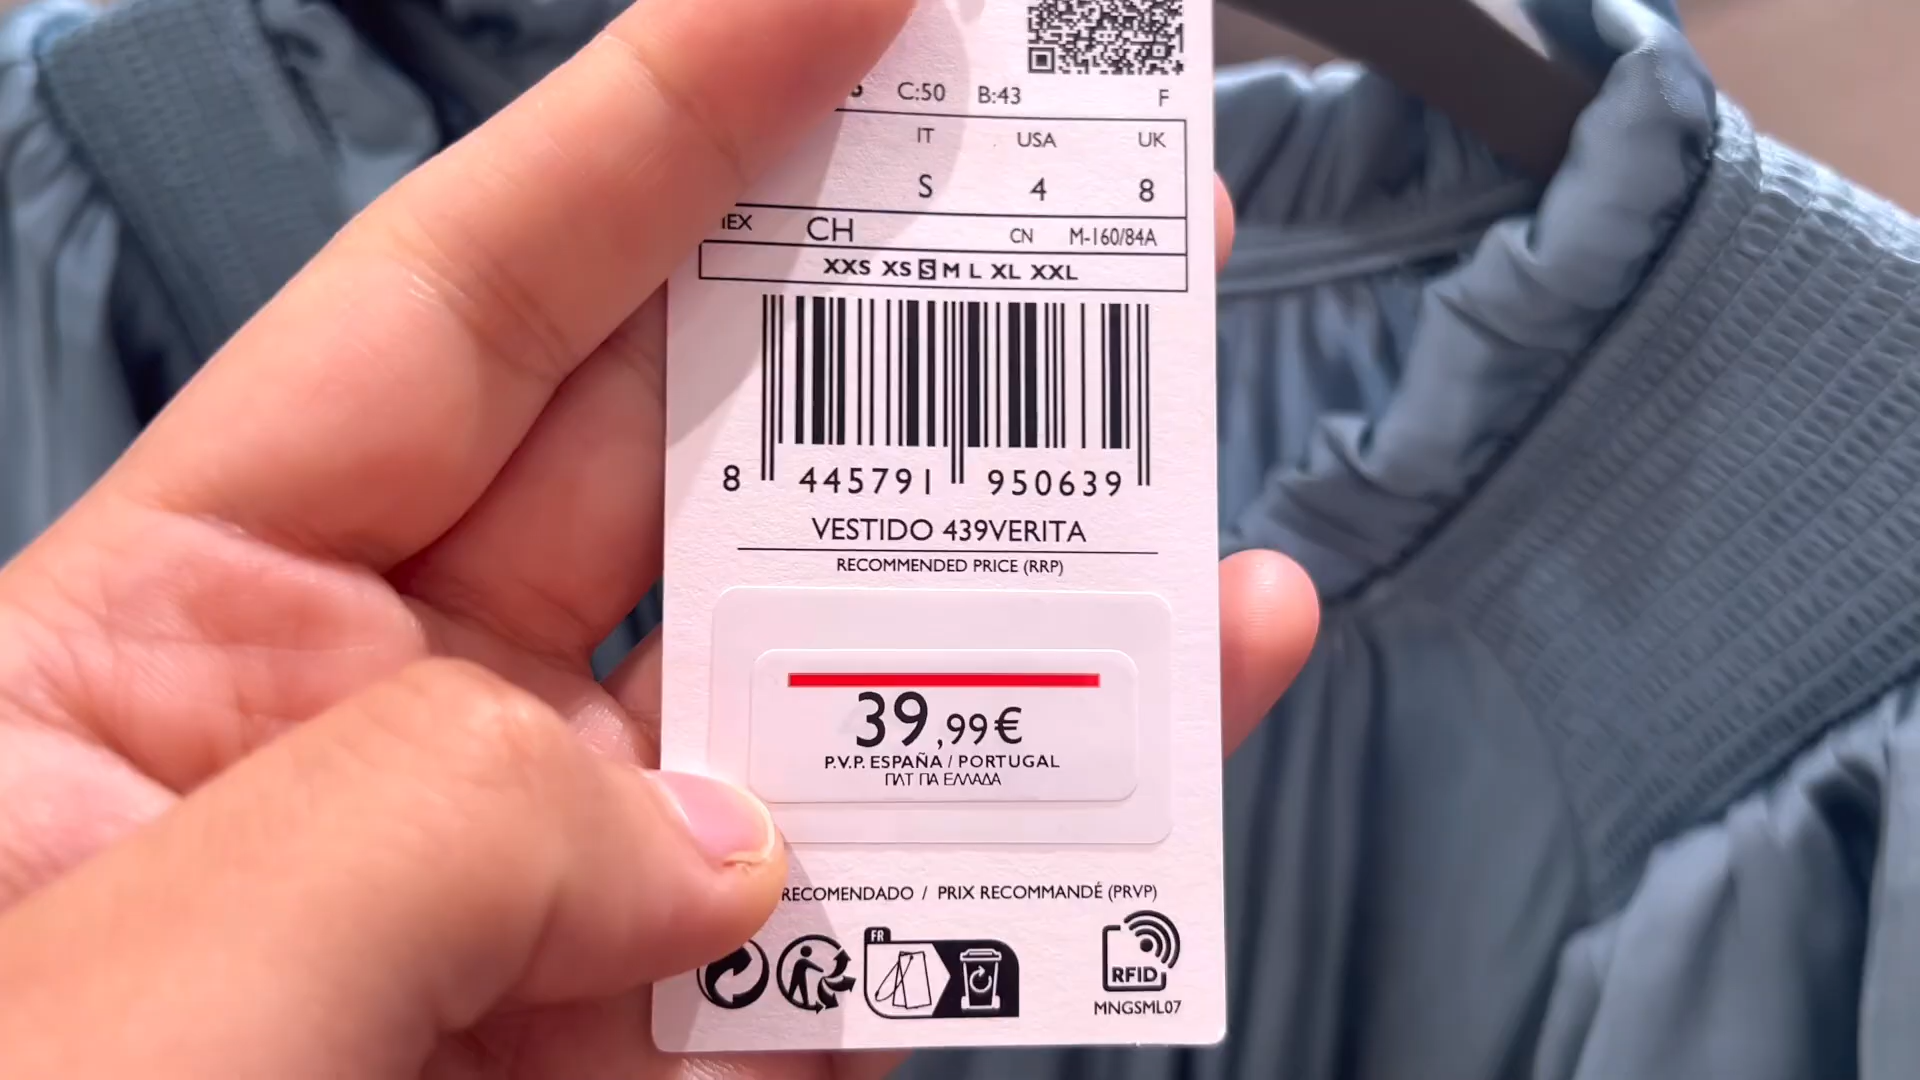 C:50 B:43 F
IT USA UK
S 4 8
CH CN M-160/84A
XXS XS S M L XL XXL
8 445791 950639
VESTIDO 439VERITA
RECOMMENDED PRICE (RRP)
39,99€
P.V.P. ESPAÑA / PORTUGAL
ΠΛΤ ΓΙΑ ΕΛΛΑΔΑ
RECOMENDADO / PRIX RECOMMANDÉ (PRVP)
FR
RFID
MNGSML07